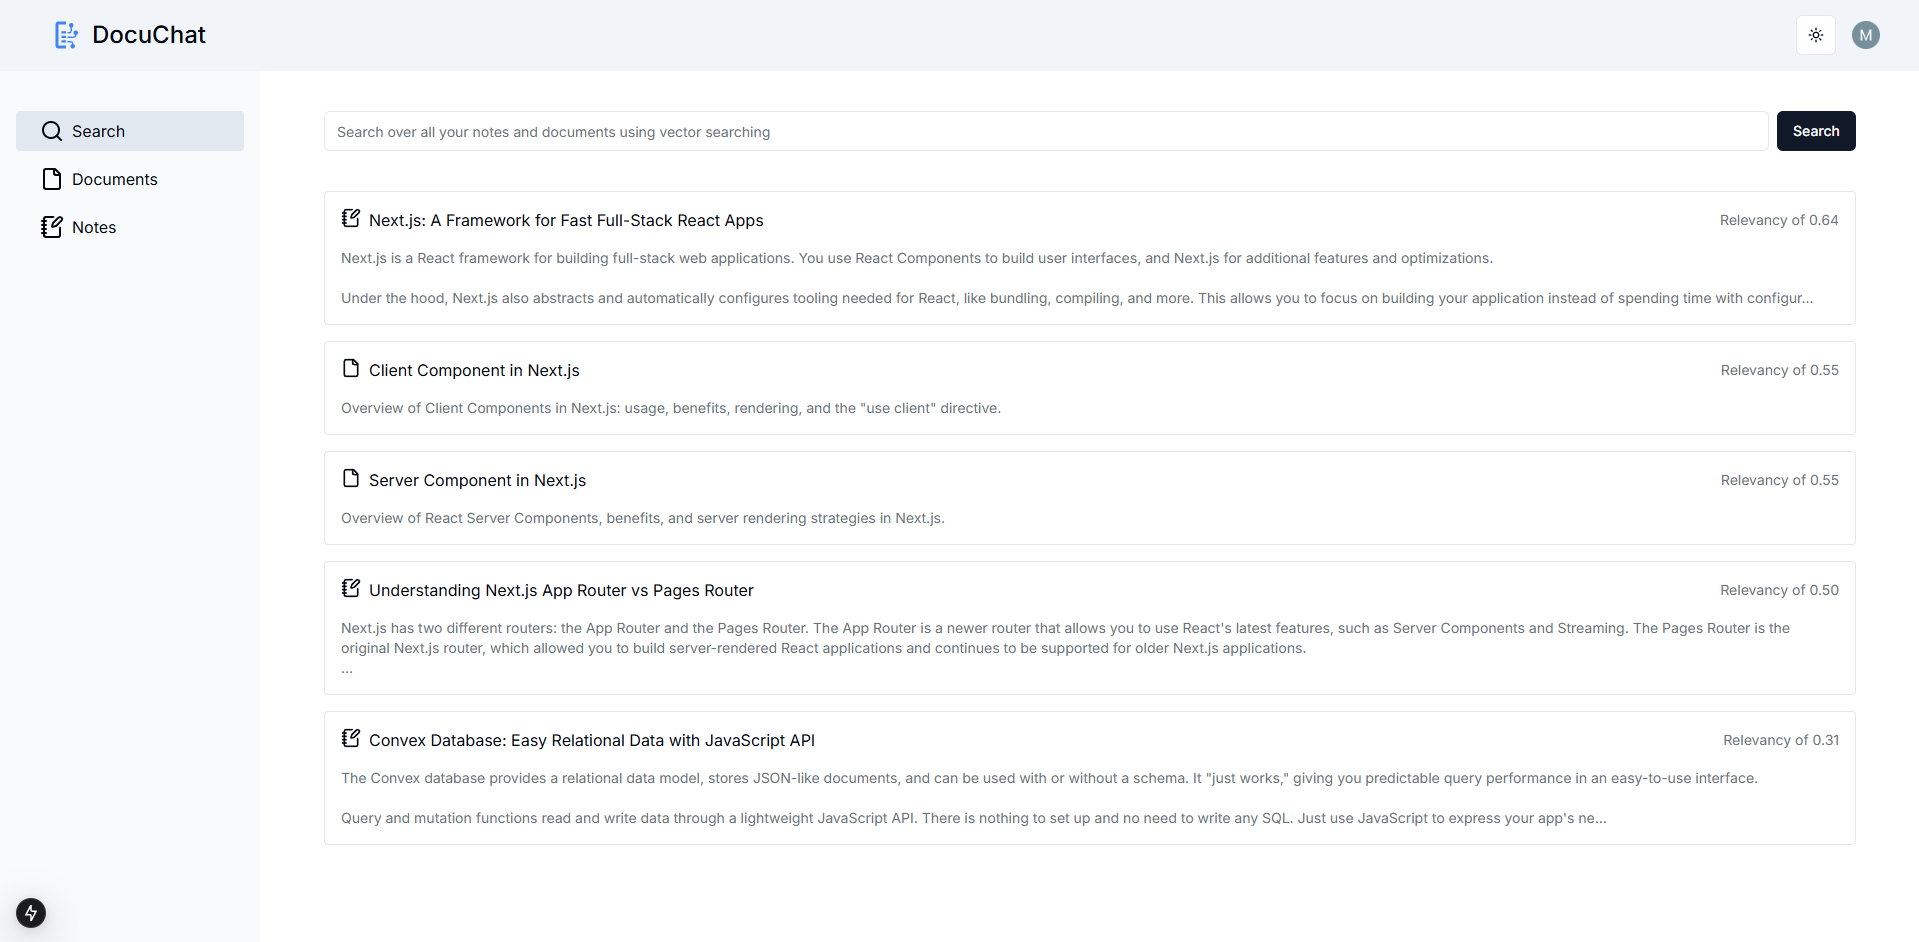 DocuChat
M
Search
Documents
Notes
Search over all your notes and documents using vector searching
Search
Next.js: A Framework for Fast Full-Stack React Apps
Relevancy of 0.64
Next.js is a React framework for building full-stack web applications. You use React Components to build user interfaces, and Next.js for additional features and optimizations.
Under the hood, Next.js also abstracts and automatically configures tooling needed for React, like bundling, compiling, and more. This allows you to focus on building your application instead of spending time with configur...
Client Component in Next.js
Relevancy of 0.55
Overview of Client Components in Next.js: usage, benefits, rendering, and the "use client" directive.
Server Component in Next.js
Relevancy of 0.55
Overview of React Server Components, benefits, and server rendering strategies in Next.js.
Understanding Next.js App Router vs Pages Router
Relevancy of 0.50
Next.js has two different routers: the App Router and the Pages Router. The App Router is a newer router that allows you to use React's latest features, such as Server Components and Streaming. The Pages Router is the
original Next.js router, which allowed you to build server-rendered React applications and continues to be supported for older Next.js applications.
...
Convex Database: Easy Relational Data with JavaScript API
Relevancy of 0.31
The Convex database provides a relational data model, stores JSON-like documents, and can be used with or without a schema. It "just works," giving you predictable query performance in an easy-to-use interface.
Query and mutation functions read and write data through a lightweight JavaScript API. There is nothing to set up and no need to write any SQL. Just use JavaScript to express your app's ne...